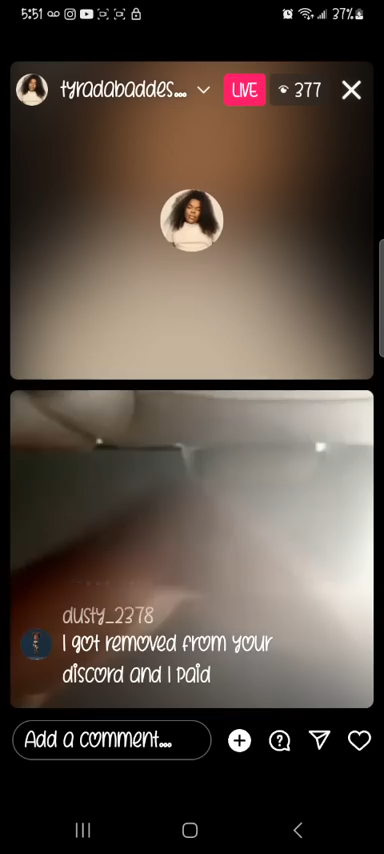 5:51
37%
tyradabaddes...
LIVE
377
dusty_2378
I got removed from your
discord and I paid
Add a comment...